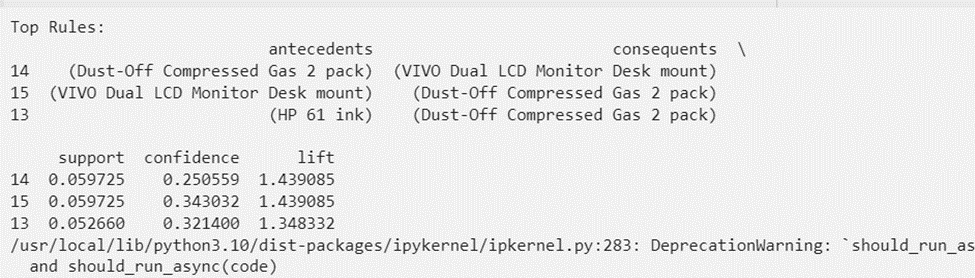 Top Rules:
                           antecedents                        consequents  \
14    (Dust-Off Compressed Gas 2 pack)  (VIVO Dual LCD Monitor Desk mount)
15  (VIVO Dual LCD Monitor Desk mount)    (Dust-Off Compressed Gas 2 pack)
13                         (HP 61 ink)    (Dust-Off Compressed Gas 2 pack)
     support  confidence      lift
14  0.059725    0.250559  1.439085
15  0.059725    0.343032  1.439085
13  0.052660    0.321400  1.348332
/usr/local/lib/python3.10/dist-packages/ipykernel/ipkernel.py:283: DeprecationWarning: `should_run_as
  and should_run_async(code)